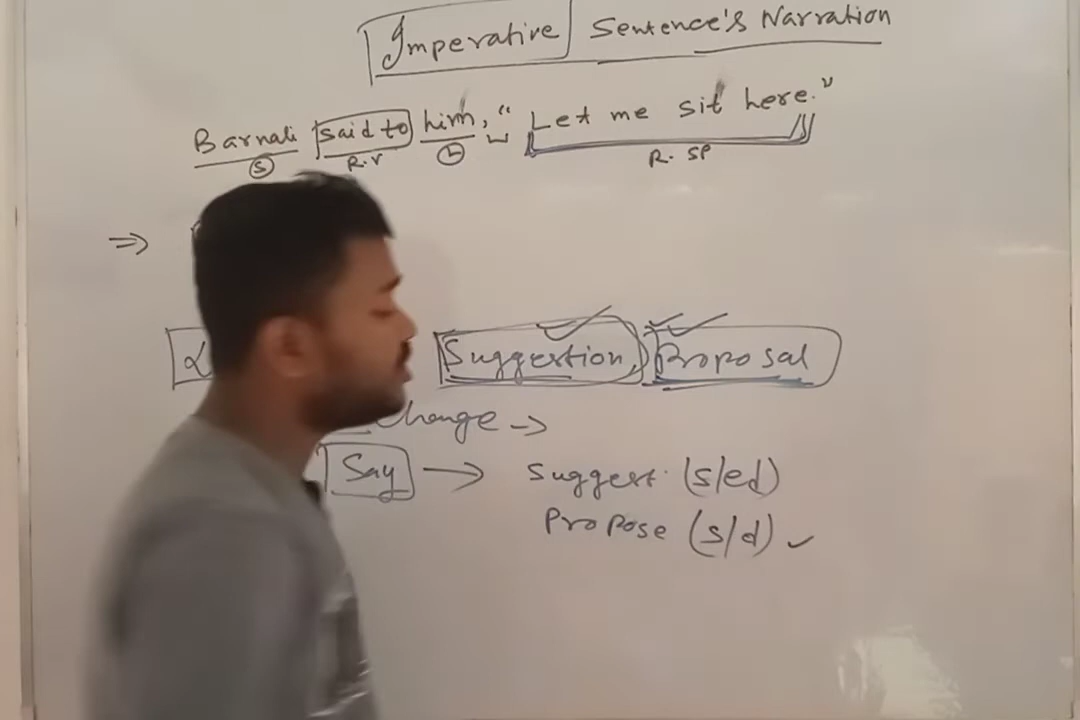 Imperative Sentence's Narration
Barnali said to him, "Let me sit here."
S R.V L R. SP
⇒
Suggestion Proposal
Change →
Say → Suggest (s/ed)
Propose (s/d) ✓